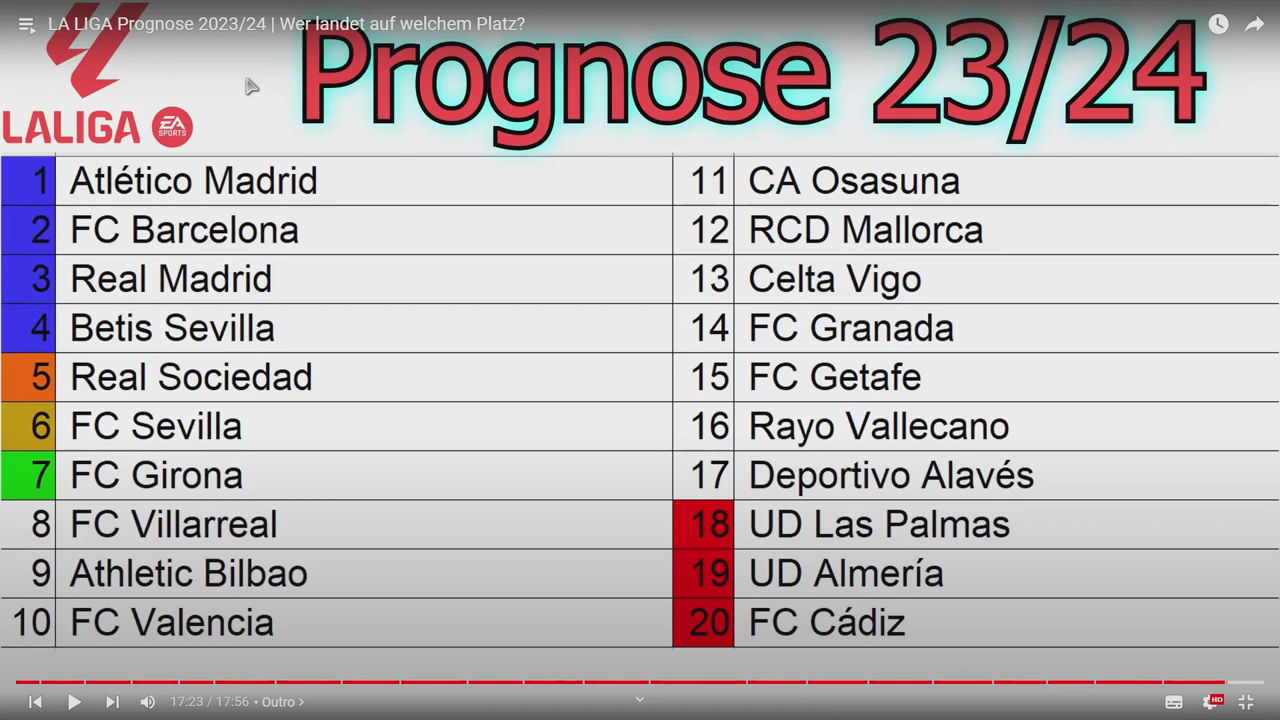 LA LIGA Prognose 2023/24 | Wer landet auf welchem Platz?
Prognose 23/24
LALIGA EA SPORTS
1 Atlético Madrid
2 FC Barcelona
3 Real Madrid
4 Betis Sevilla
5 Real Sociedad
6 FC Sevilla
7 FC Girona
8 FC Villarreal
9 Athletic Bilbao
10 FC Valencia
11 CA Osasuna
12 RCD Mallorca
13 Celta Vigo
14 FC Granada
15 FC Getafe
16 Rayo Vallecano
17 Deportivo Alavés
18 UD Las Palmas
19 UD Almería
20 FC Cádiz
17:23 / 17:56 • Outro >
HD